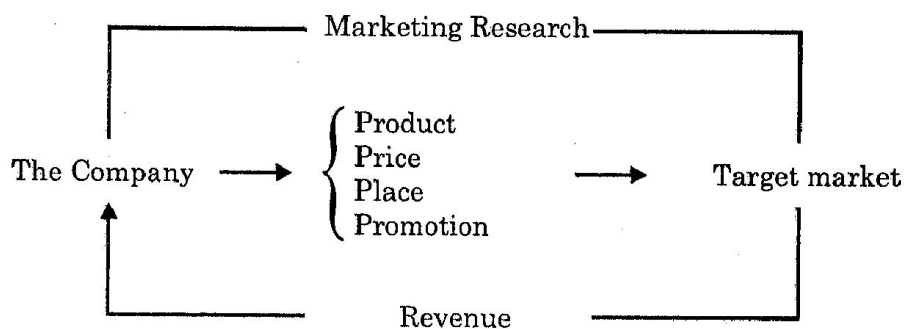 Marketing Research
Product
Price
The Company
Place
Target market
Promotion
Revenue